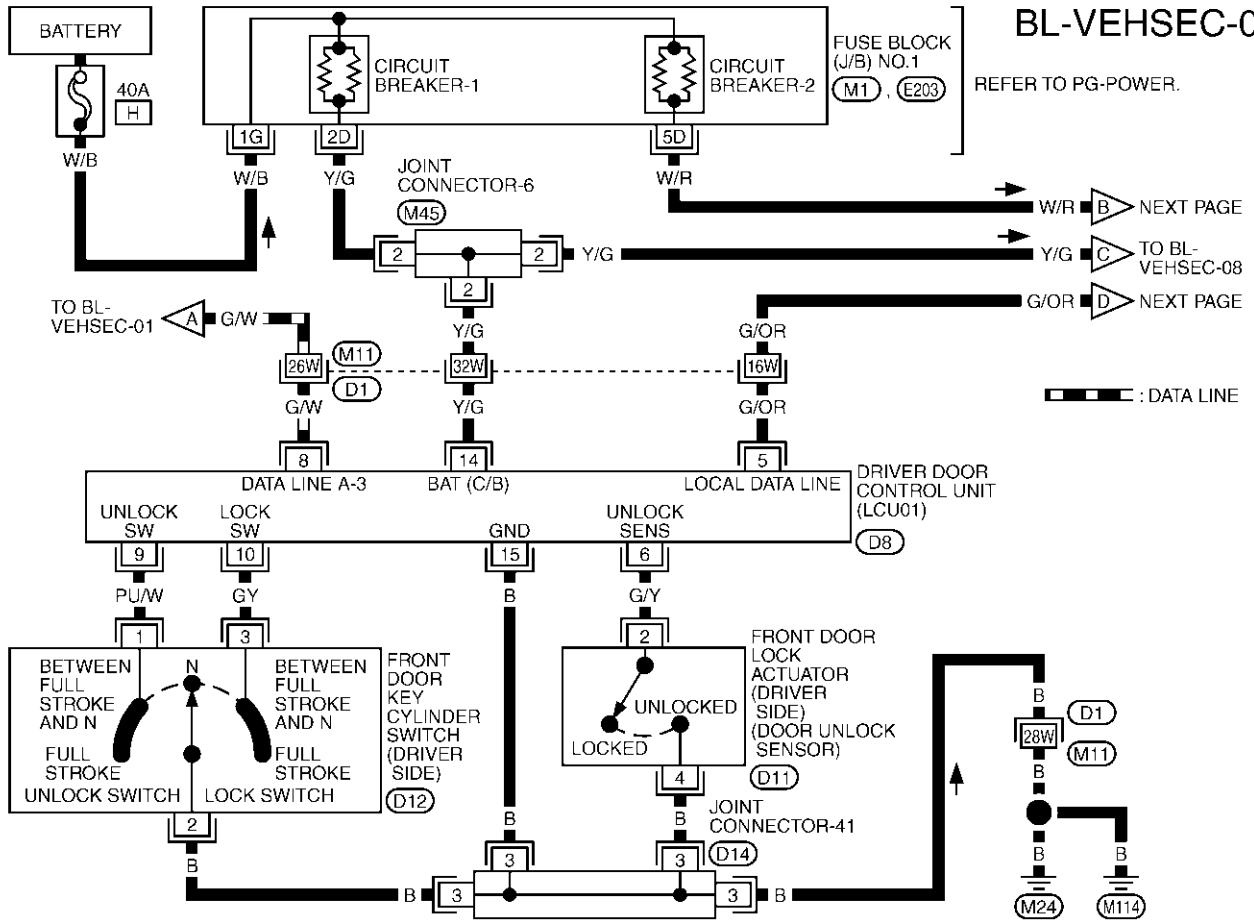 BL-VEHSEC-0
BATTERY
40A
H
W/B
CIRCUIT
BREAKER-1
CIRCUIT
BREAKER-2
FUSE BLOCK
(J/B) NO.1
M1 , E203
REFER TO PG-POWER.
1G
2D
5D
W/B
Y/G
W/R
JOINT
CONNECTOR-6
M45
W/R
B
NEXT PAGE
2
2
Y/G
Y/G
C
TO BL-
VEHSEC-08
2
G/OR
D
NEXT PAGE
TO BL-
VEHSEC-01
A
G/W
Y/G
G/OR
26W
M11
32W
16W
D1
G/W
Y/G
G/OR
: DATA LINE
8
14
5
DATA LINE A-3
BAT (C/B)
LOCAL DATA LINE
DRIVER DOOR
CONTROL UNIT
(LCU01)
D8
UNLOCK
SW
LOCK
SW
GND
UNLOCK
SENS
9
10
15
6
PU/W
GY
B
G/Y
1
3
2
BETWEEN
FULL
STROKE
AND N
N
BETWEEN
FULL
STROKE
AND N
FULL
STROKE
FULL
STROKE
UNLOCK SWITCH
LOCK SWITCH
FRONT
DOOR
KEY
CYLINDER
SWITCH
(DRIVER
SIDE)
D12
UNLOCKED
LOCKED
FRONT DOOR
LOCK
ACTUATOR
(DRIVER
SIDE)
(DOOR UNLOCK
SENSOR)
D11
4
2
B
B
B
JOINT
CONNECTOR-41
D14
3
3
B
3
3
B
B
D1
28W
M11
B
B
B
M24
M114